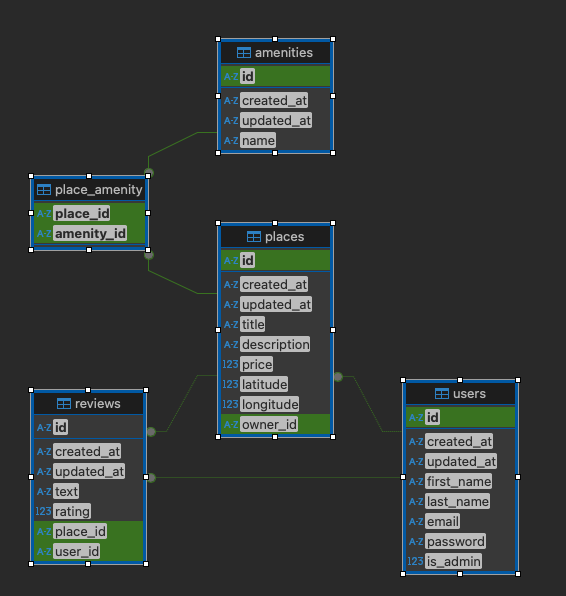 amenities
A-Z id
A-Z created_at
A-Z updated_at
A-Z name
place_amenity
A-Z place_id
A-Z amenity_id
places
A-Z id
A-Z created_at
A-Z updated_at
A-Z title
A-Z description
123 price
123 latitude
123 longitude
A-Z owner_id
reviews
A-Z id
A-Z created_at
A-Z updated_at
A-Z text
123 rating
A-Z place_id
A-Z user_id
users
A-Z id
A-Z created_at
A-Z updated_at
A-Z first_name
A-Z last_name
A-Z email
A-Z password
123 is_admin